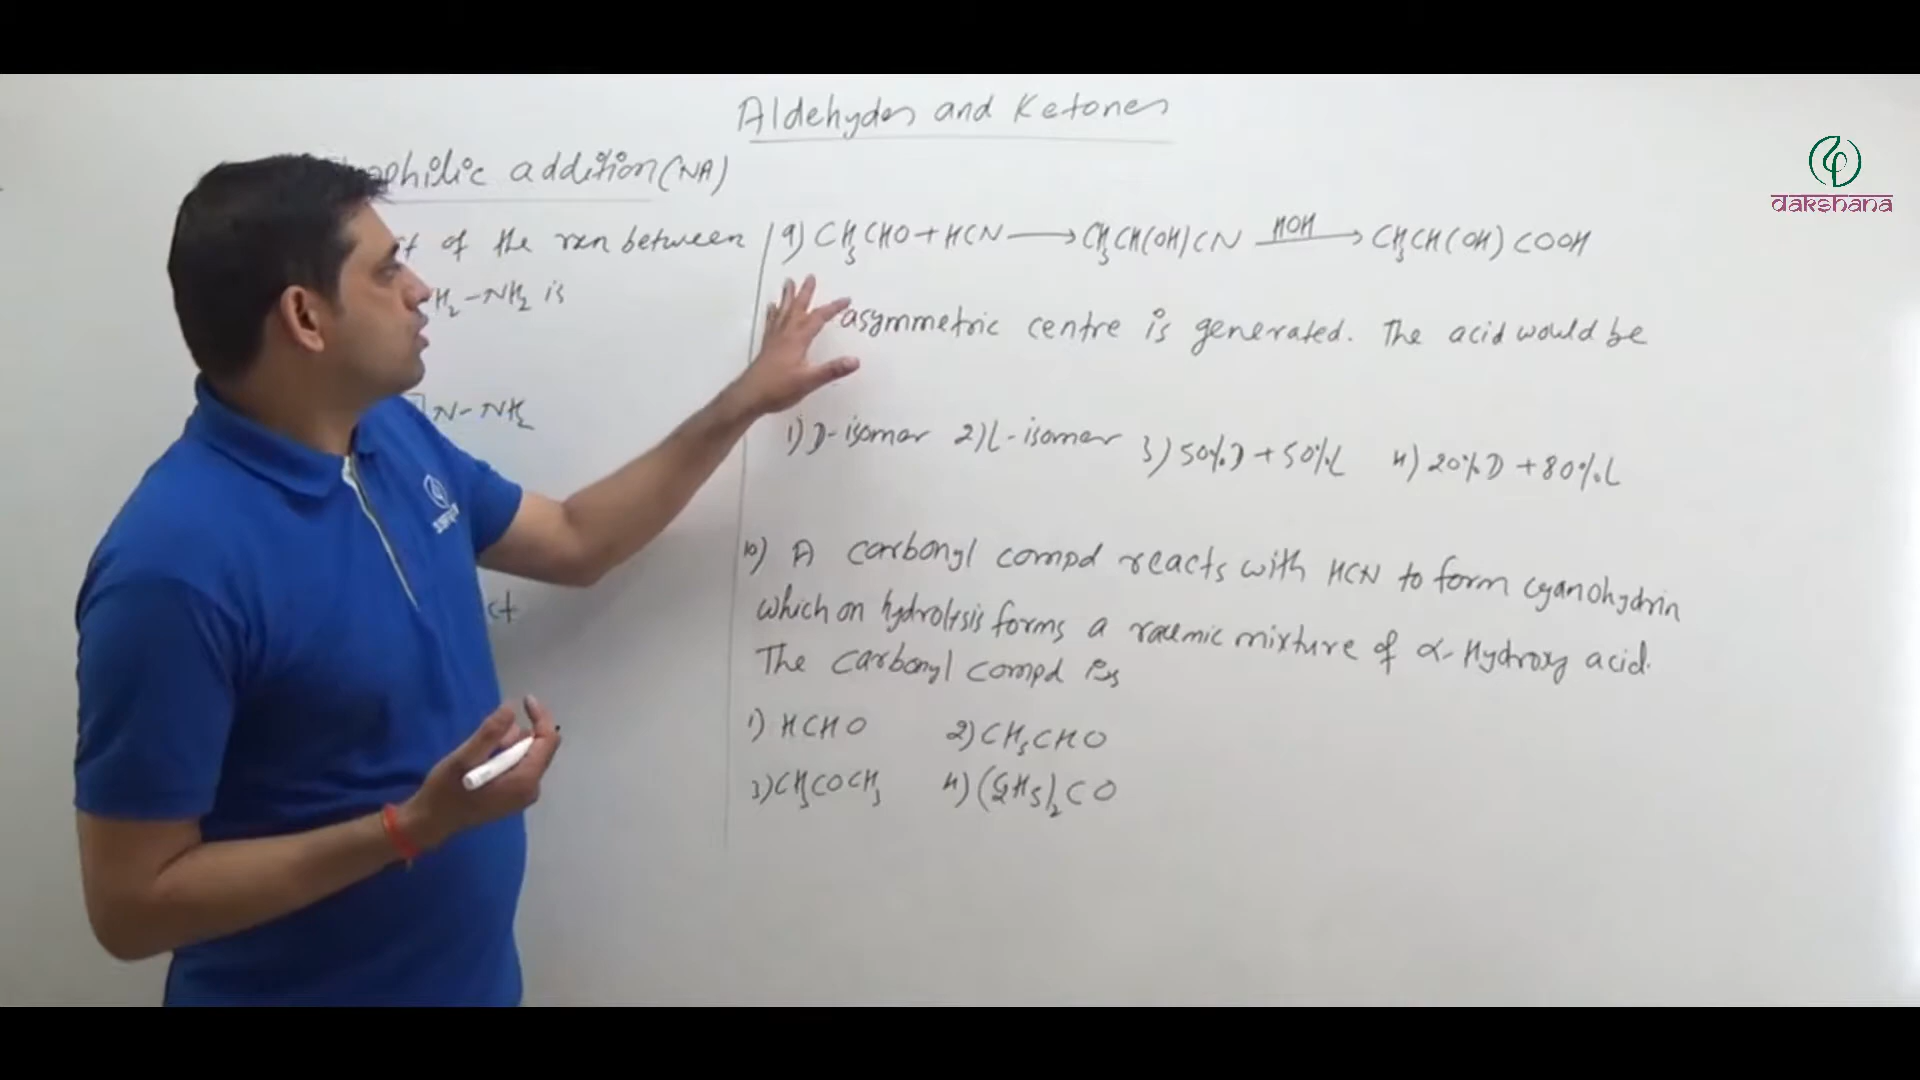 Aldehydes and Ketones
addition (NA)
of the rxn between
-NH2 is
N-NH2
ct
9) CH3CHO + HCN → CH3CH(OH)CN HOH → CH3CH(OH)COOH
asymmetric centre is generated. The acid would be
1) D-isomer 2) L-isomer 3) 50%D + 50%L 4) 20%D + 80%L
10) A carbonyl compd reacts with HCN to form cyanohydrin
which on hydrolysis forms a racemic mixture of α-Hydroxy acid.
The carbonyl compd is
1) HCHO 2) CH3CHO
3) CH3COCH3 4) (C2H5)2CO
dakshana